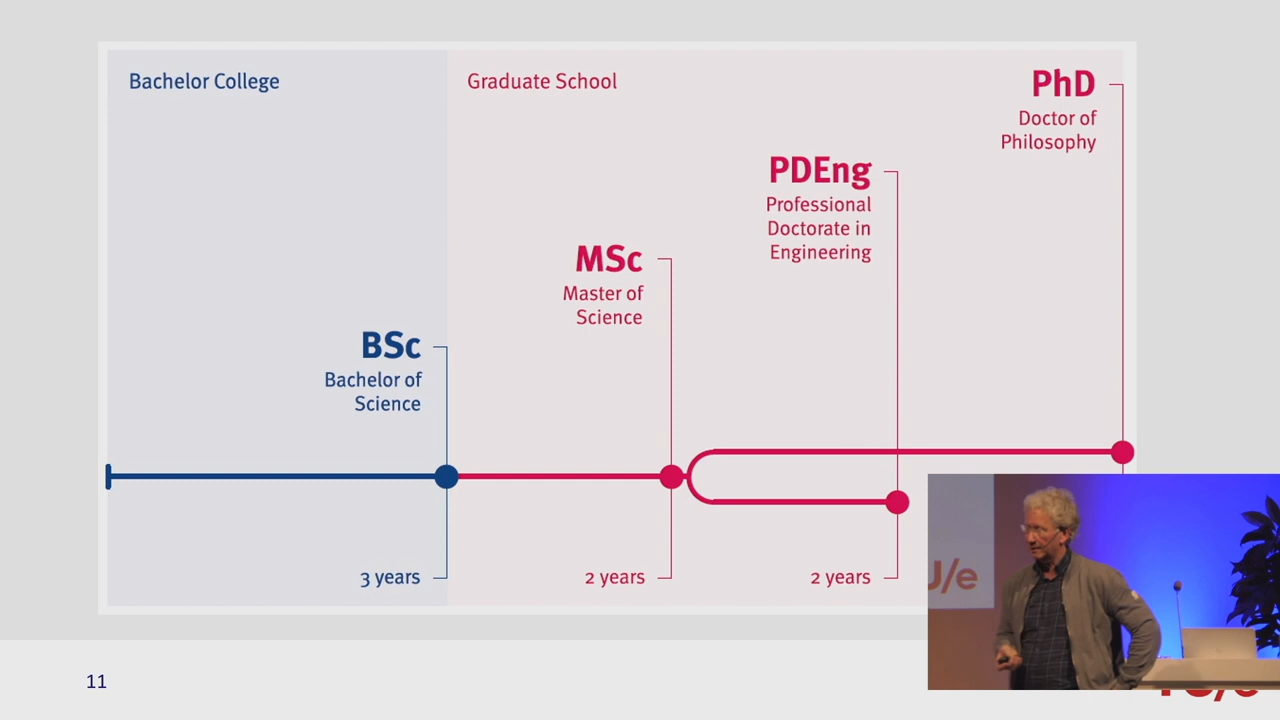 Bachelor College
Graduate School
PhD
Doctor of
Philosophy
PDEng
Professional
Doctorate in
Engineering
MSc
Master of
Science
BSc
Bachelor of
Science
3 years
2 years
2 years
J/e
11